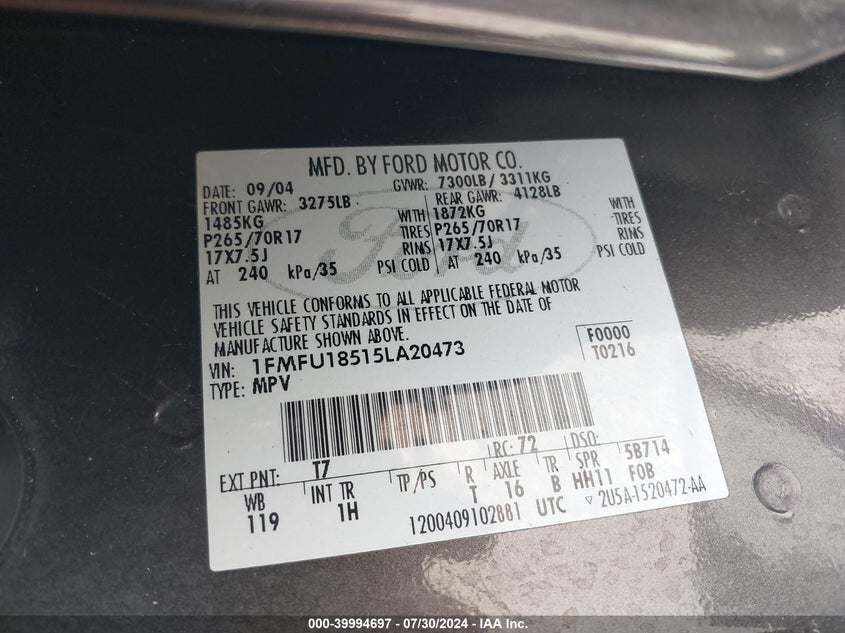 MFD. BY FORD MOTOR CO.
DATE: 09/04 GVWR: 7300LB/ 3311KG
FRONT GAWR: 3275LB REAR GAWR: 4128LB
1485KG WITH 1872KG WITH
P265/70R17 TIRES P265/70R17 TIRES
17X7.5J RIMS 17X7.5J RIMS
AT 240 kPa/35 PSI COLD AT 240 kPa/35 PSI COLD
Ford
THIS VEHICLE CONFORMS TO ALL APPLICABLE FEDERAL MOTOR
VEHICLE SAFETY STANDARDS IN EFFECT ON THE DATE OF
MANUFACTURE SHOWN ABOVE.
VIN: 1FMFU18515LA20473 F0000
TYPE: MPV T0216
EXT PNT: T7 RC: 72 DSO:
WB INT TR TP/PS R AXLE TR SPR 5B714
119 1H T 16 B HH11 FOB
1200409102881 UTC ▽ 2U5A-1520472-AA
000-39994697 / 07/30/2024 - IAA Inc.